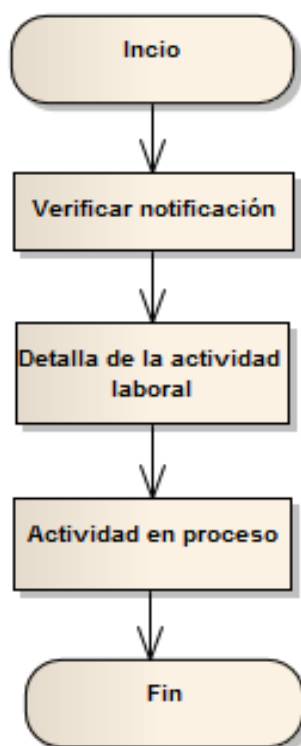 Incio
Verificar notificación
Detalla de la actividad
laboral
Actividad en proceso
Fin